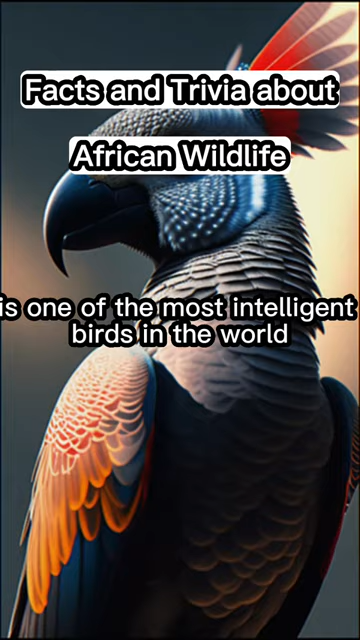 Facts and Trivia about
African Wildlife
is one of the most intelligent
birds in the world